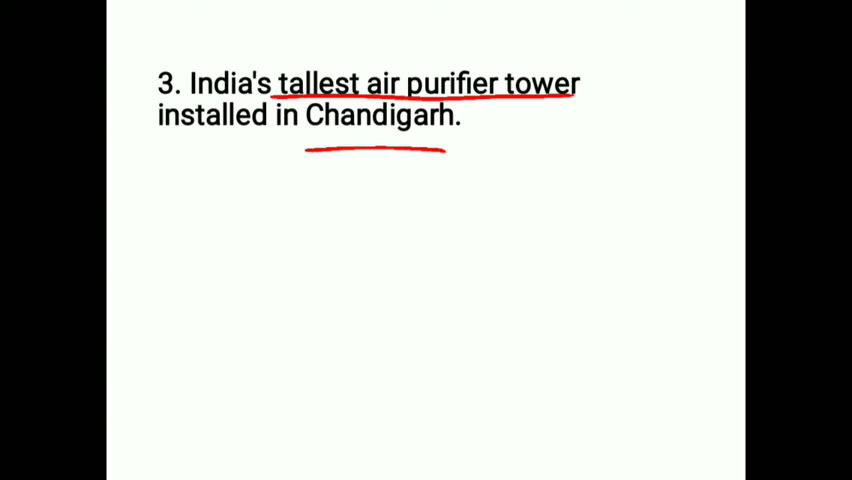 3. India's tallest air purifier tower
installed in Chandigarh.